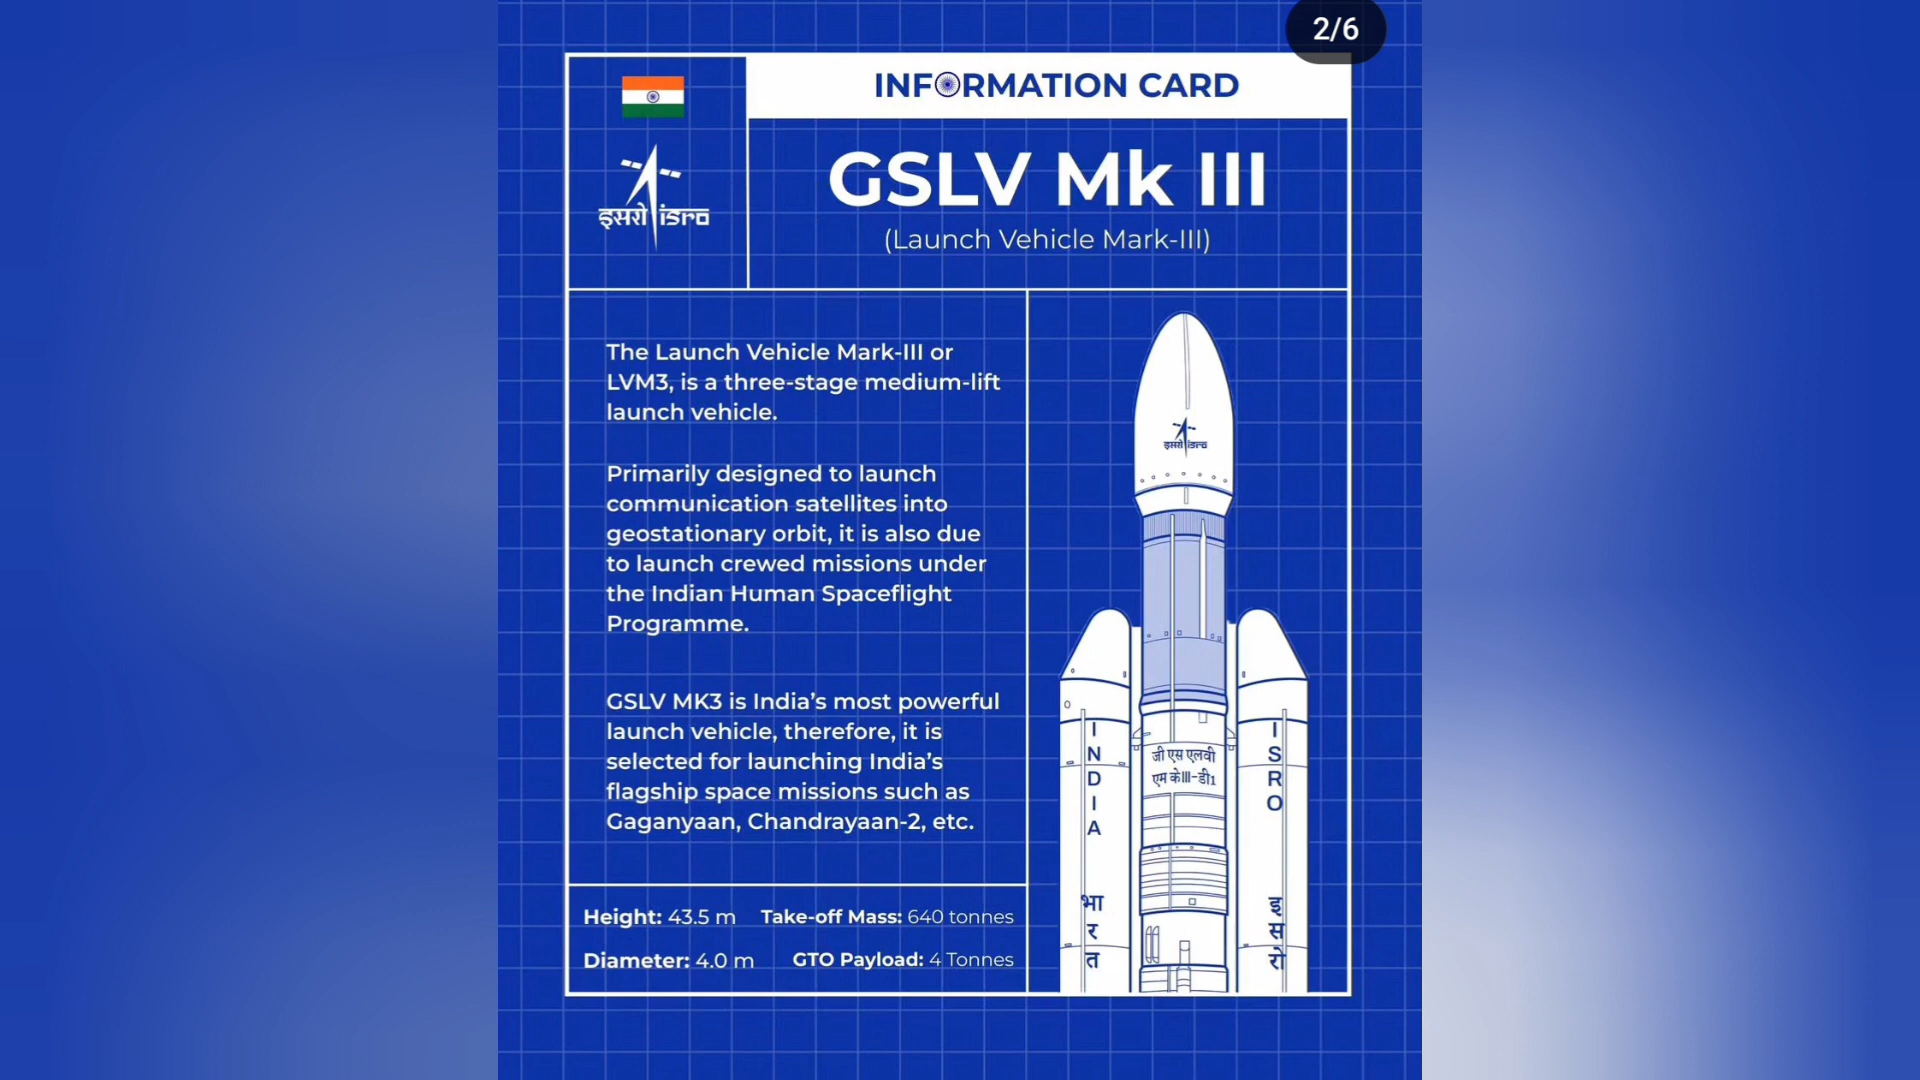 2/6
INFORMATION CARD
इसरो isro
GSLV Mk III
(Launch Vehicle Mark-III)
The Launch Vehicle Mark-III or
LVM3, is a three-stage medium-lift
launch vehicle.
Primarily designed to launch
communication satellites into
geostationary orbit, it is also due
to launch crewed missions under
the Indian Human Spaceflight
Programme.
GSLV MK3 is India's most powerful
launch vehicle, therefore, it is
selected for launching India's
flagship space missions such as
Gaganyaan, Chandrayaan-2, etc.
Height: 43.5 m Take-off Mass: 640 tonnes
Diameter: 4.0 m GTO Payload: 4 Tonnes
इसरो isro
INDIA
भारत
जी एस एलवी
एम केIII-डी1
ISRO
इसरो